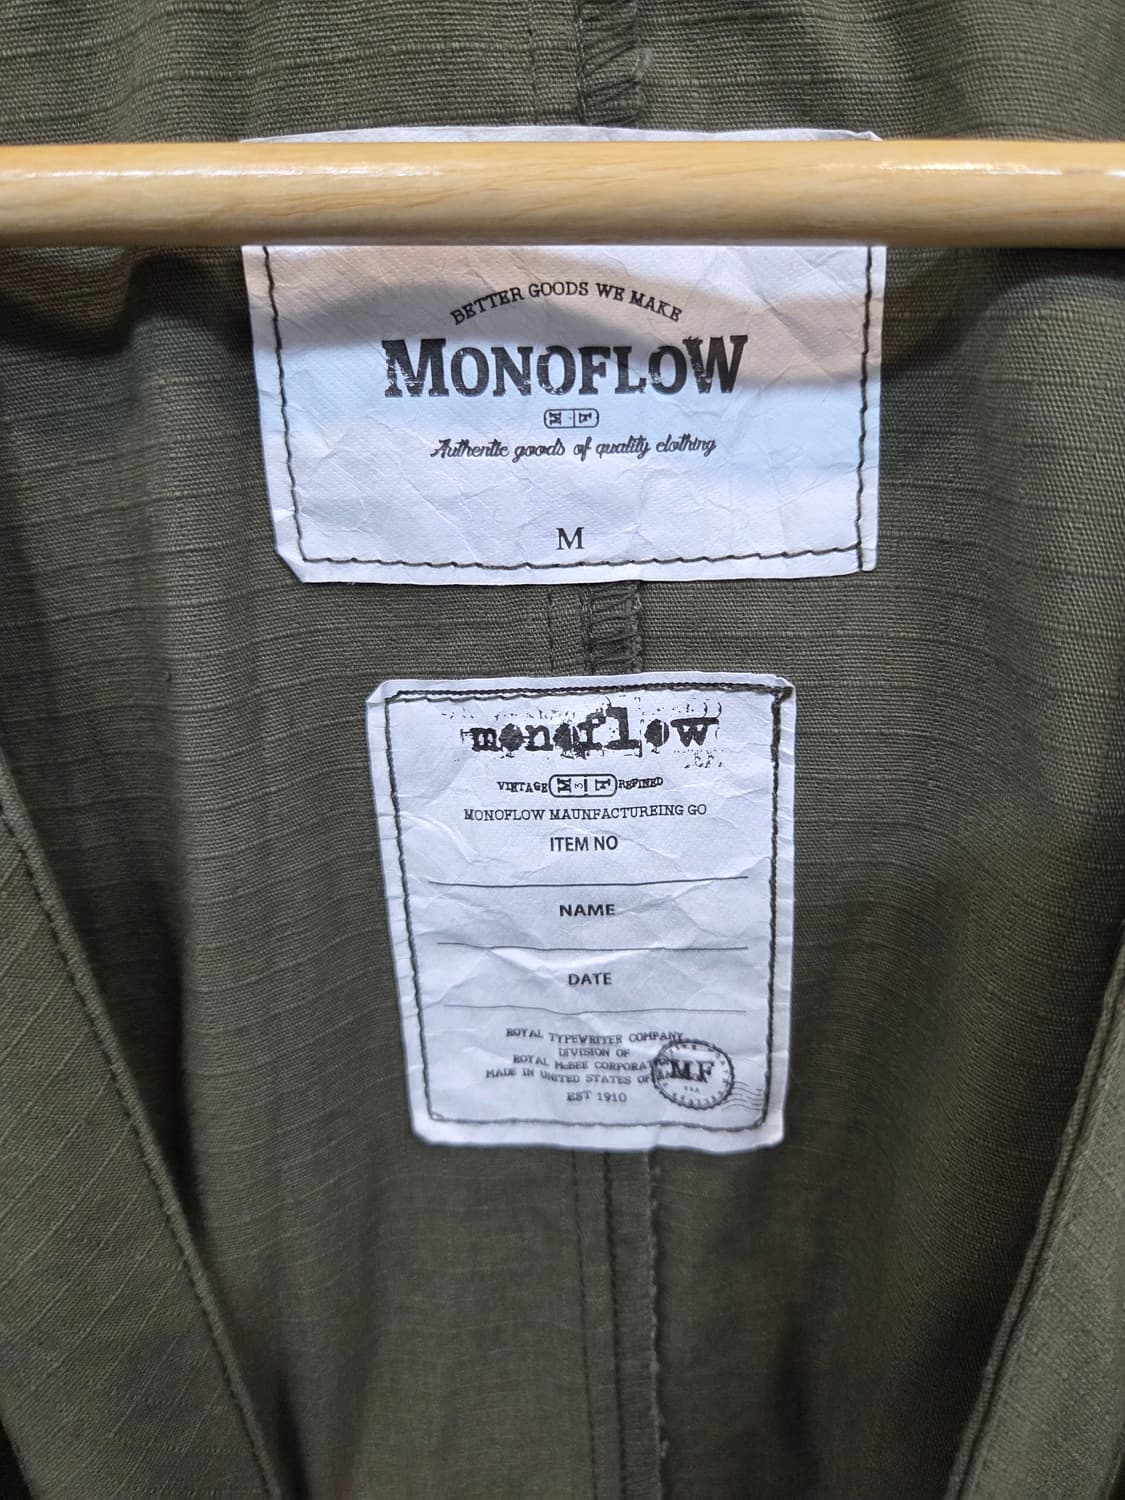 BETTER GOODS WE MAKE
MONOFLOW
M F
Authentic goods of quality clothing
M
monoflow
VINTAGE M F REFINED
MONOFLOW MAUNFACTUREING GO
ITEM NO
NAME
DATE
ROYAL TYPEWRITER COMPANY
DIVISION OF
ROYAL McBEE CORPORATION
MADE IN UNITED STATES OF
EST 1910
MF